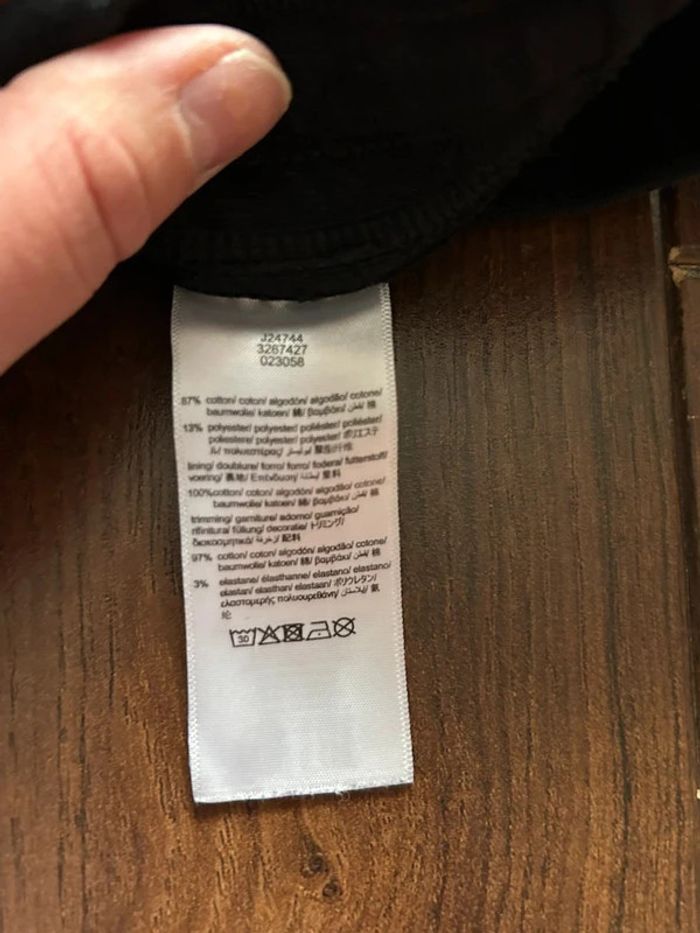 J24744
3267427
023058
87% cotton/ coton/ algodón/ algodão/ cotone/
baumwolle/ katoen/ 綿/ βαμβάκι/ قطن/ 棉
13% polyester/ polyester/ poliéster/ poliéster/
poliestere/ polyester/ polyester/ ポリエステ
ル/ πολυεστέρας/ بوليستر/ 聚酯纤维
lining/ doublure/ forro/ forro/ fodera/ futterstoff/
voering/ 裏地/ Επένδυση/ 里料
100%cotton/ coton/ algodón/ algodão/ cotone/
baumwolle/ katoen/ 綿/ βαμβάκι/ قطن/ 棉
trimming/ garniture/ adorno/ guarnição/
rifinitura/ füllung/ decoratie/ トリミング/
διακοσμητικά/ زخرفة/ 配料
97% cotton/ coton/ algodón/ algodão/ cotone/
baumwolle/ katoen/ 綿/ βαμβάκι/ قطن/ 棉
3% elastane/ élasthanne/ elastano/ elastano/
elastan/ elasthan/ elastaan/ ポリウレタン/
ελαστομερής πολυουρεθάνη/ إيلاستان/ 氨
纶
30